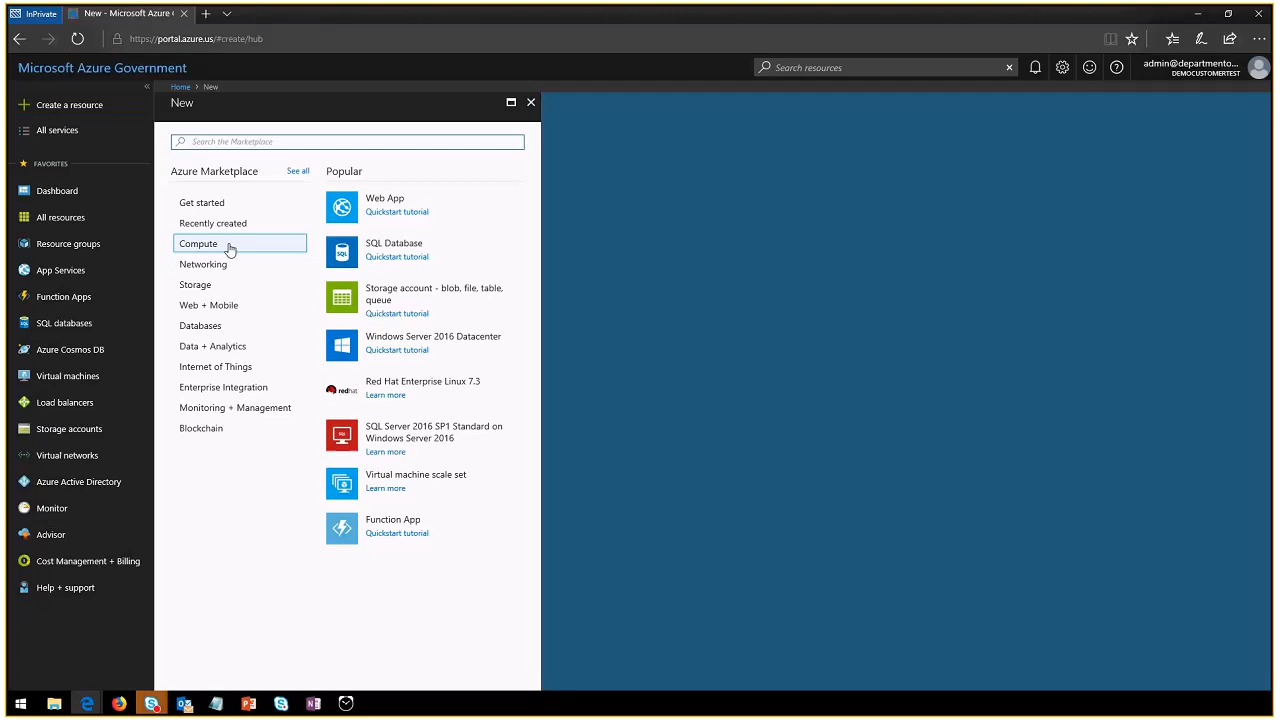 InPrivate
New - Microsoft Azure
https://portal.azure.us/#create/hub
Microsoft Azure Government
Search resources
admin@departmento...
DEMOCUSTOMERTEST
Home > New
New
Create a resource
All services
FAVORITES
Dashboard
All resources
Resource groups
App Services
Function Apps
SQL databases
Azure Cosmos DB
Virtual machines
Load balancers
Storage accounts
Virtual networks
Azure Active Directory
Monitor
Advisor
Cost Management + Billing
Help + support
Search the Marketplace
Azure Marketplace
See all
Get started
Recently created
Compute
Networking
Storage
Web + Mobile
Databases
Data + Analytics
Internet of Things
Enterprise Integration
Monitoring + Management
Blockchain
Popular
Web App
Quickstart tutorial
SQL
SQL Database
Quickstart tutorial
Storage account - blob, file, table,
queue
Quickstart tutorial
Windows Server 2016 Datacenter
Quickstart tutorial
redhat
Red Hat Enterprise Linux 7.3
Learn more
SQL Server 2016 SP1 Standard on
Windows Server 2016
Learn more
Virtual machine scale set
Learn more
Function App
Quickstart tutorial